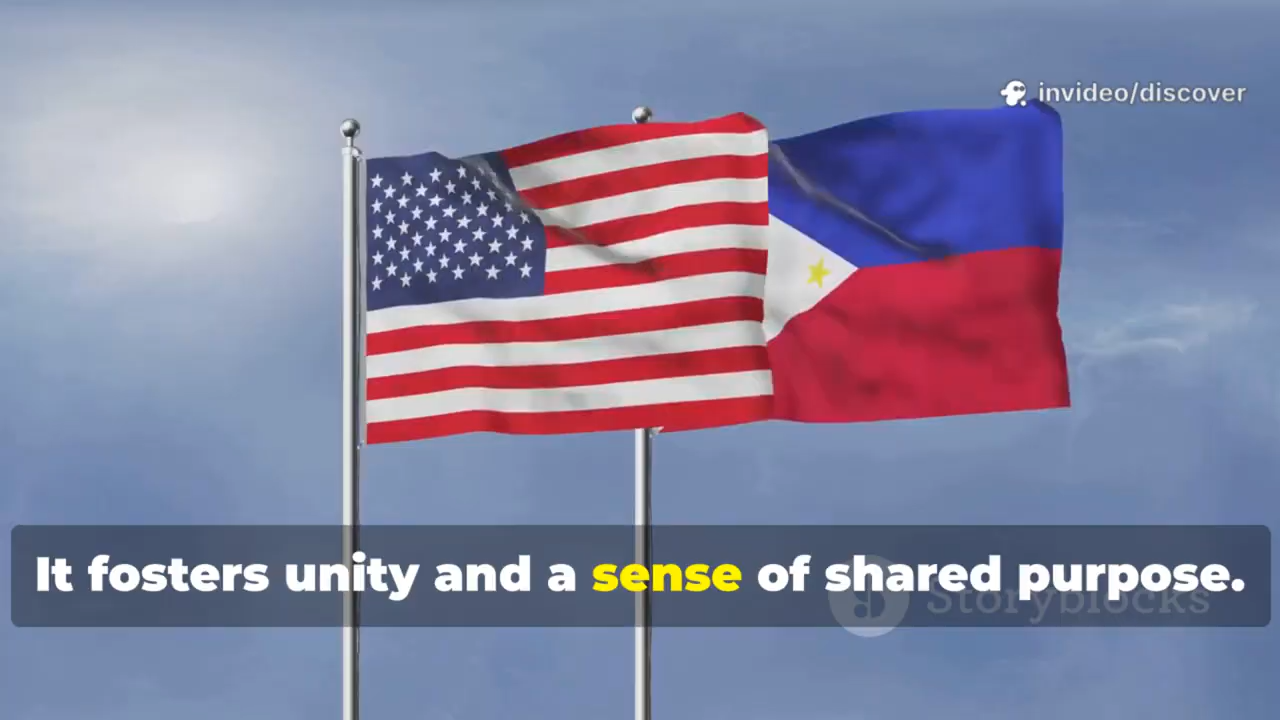 invideo/discover
It fosters unity and a sense of shared purpose.
Storyblocks